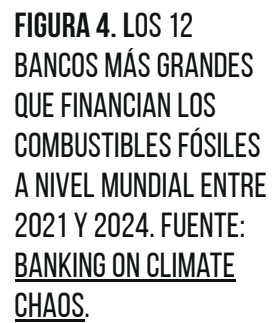 FIGURA 4. LOS 12
BANCOS MÁS GRANDES
QUE FINANCIAN LOS
COMBUSTIBLES FÓSILES
A NIVEL MUNDIAL ENTRE
2021 Y 2024. FUENTE:
BANKING ON CLIMATE
CHAOS.